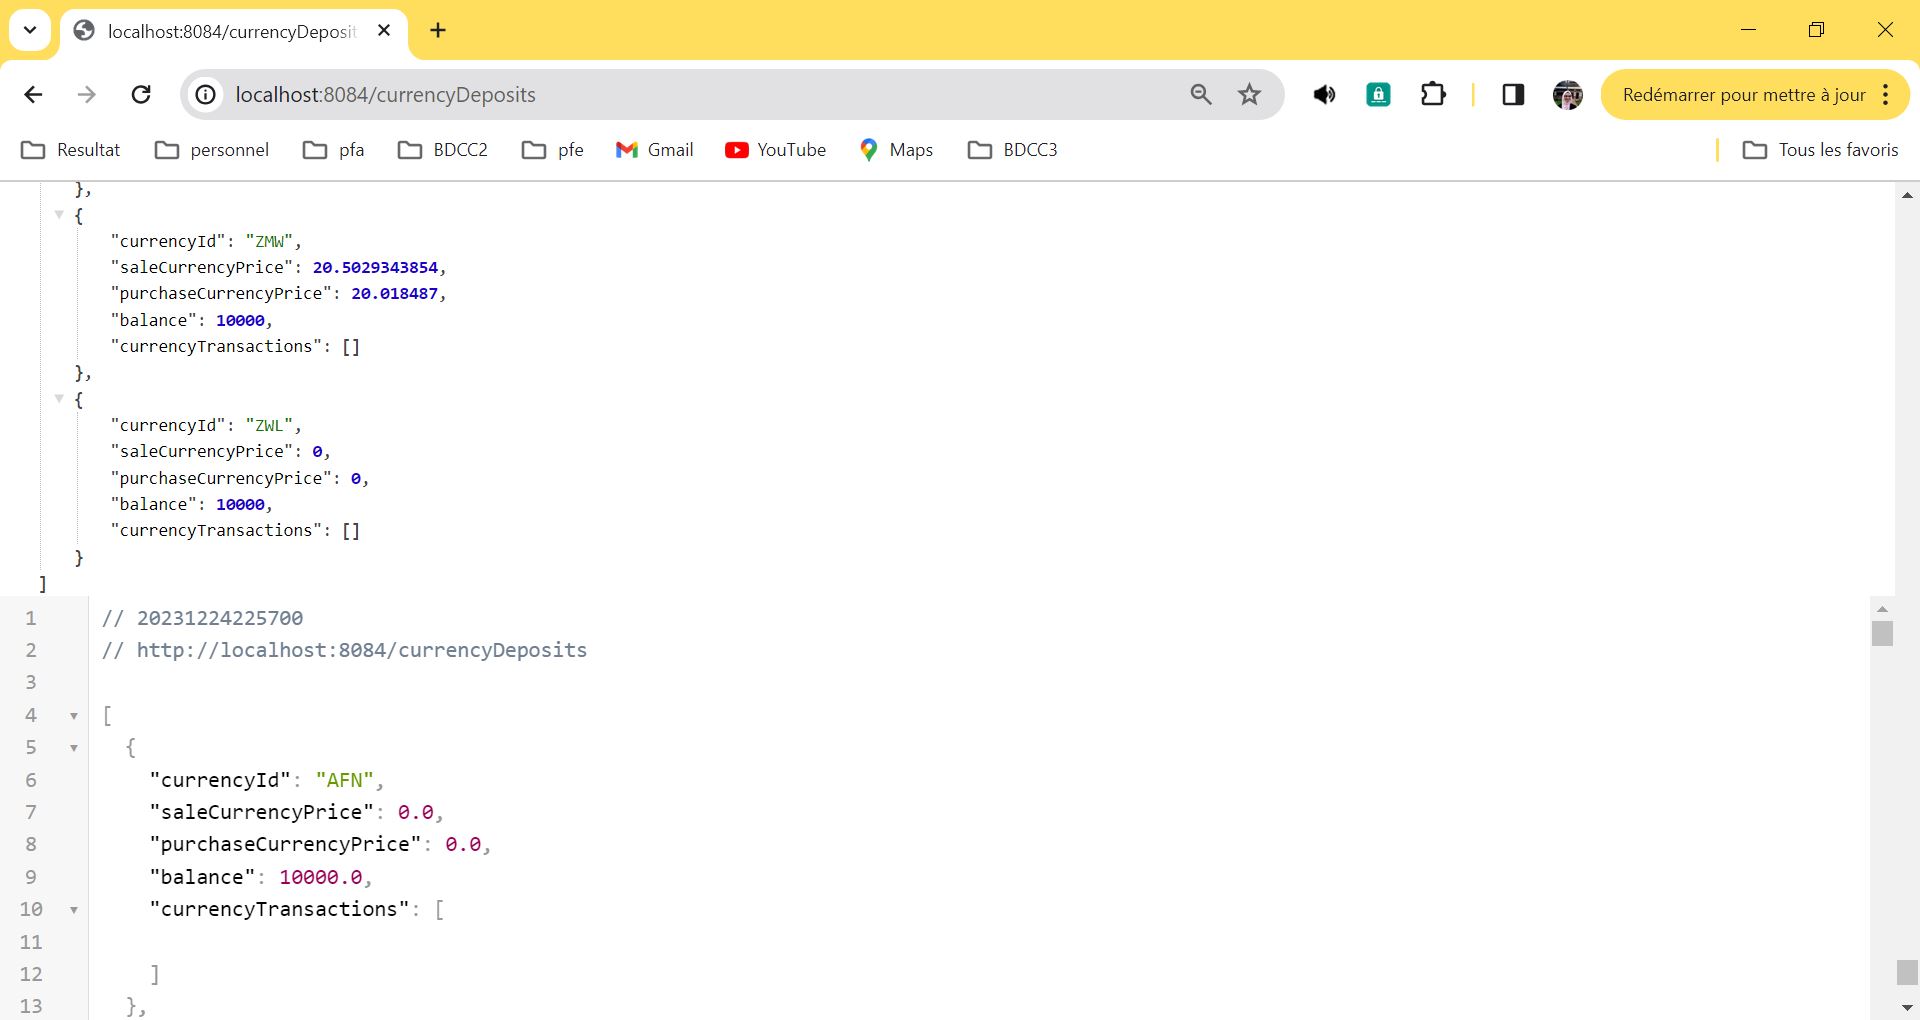 localhost:8084/currencyDeposit
localhost:8084/currencyDeposits
Redémarrer pour mettre à jour
Resultat personnel pfa BDCC2 pfe Gmail YouTube Maps BDCC3 Tous les favoris
},
{
"currencyId": "ZMW",
"saleCurrencyPrice": 20.5029343854,
"purchaseCurrencyPrice": 20.018487,
"balance": 10000,
"currencyTransactions": []
},
{
"currencyId": "ZWL",
"saleCurrencyPrice": 0,
"purchaseCurrencyPrice": 0,
"balance": 10000,
"currencyTransactions": []
}
]
1 // 20231224225700
2 // http://localhost:8084/currencyDeposits
3
4 [
5 {
6 "currencyId": "AFN",
7 "saleCurrencyPrice": 0.0,
8 "purchaseCurrencyPrice": 0.0,
9 "balance": 10000.0,
10 "currencyTransactions": [
11
12 ]
13 },